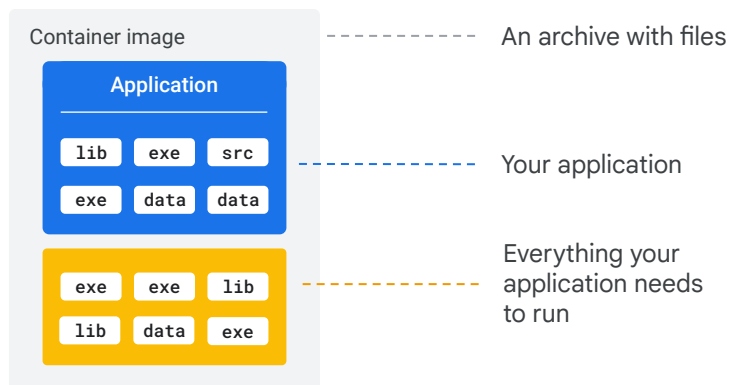 Container image
An archive with files
Application
lib exe src
Your application
exe data data
Everything your
application needs
to run
exe exe lib
lib data exe